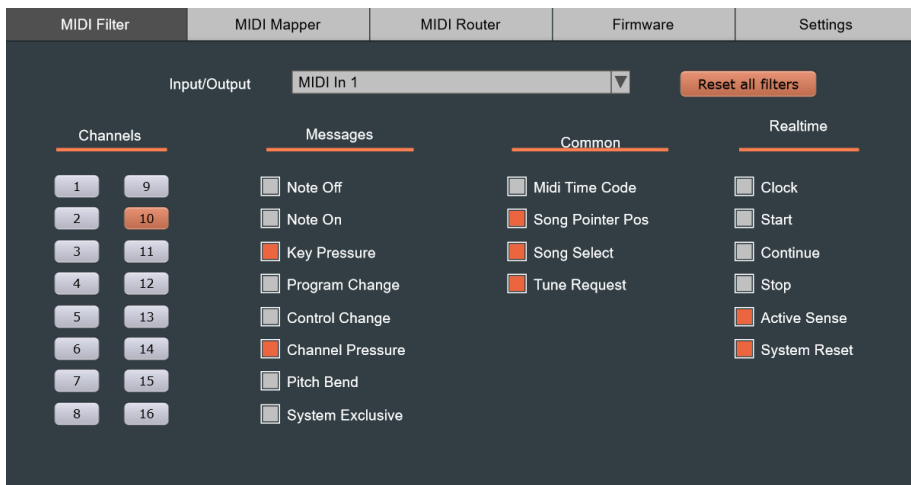 MIDI Filter
MIDI Mapper
MIDI Router
Firmware
Settings
Input/Output
MIDI In 1
Reset all filters
Channels
1
9
2
10
3
11
4
12
5
13
6
14
7
15
8
16
Messages
Note Off
Note On
Key Pressure
Program Change
Control Change
Channel Pressure
Pitch Bend
System Exclusive
Common
Midi Time Code
Song Pointer Pos
Song Select
Tune Request
Realtime
Clock
Start
Continue
Stop
Active Sense
System Reset